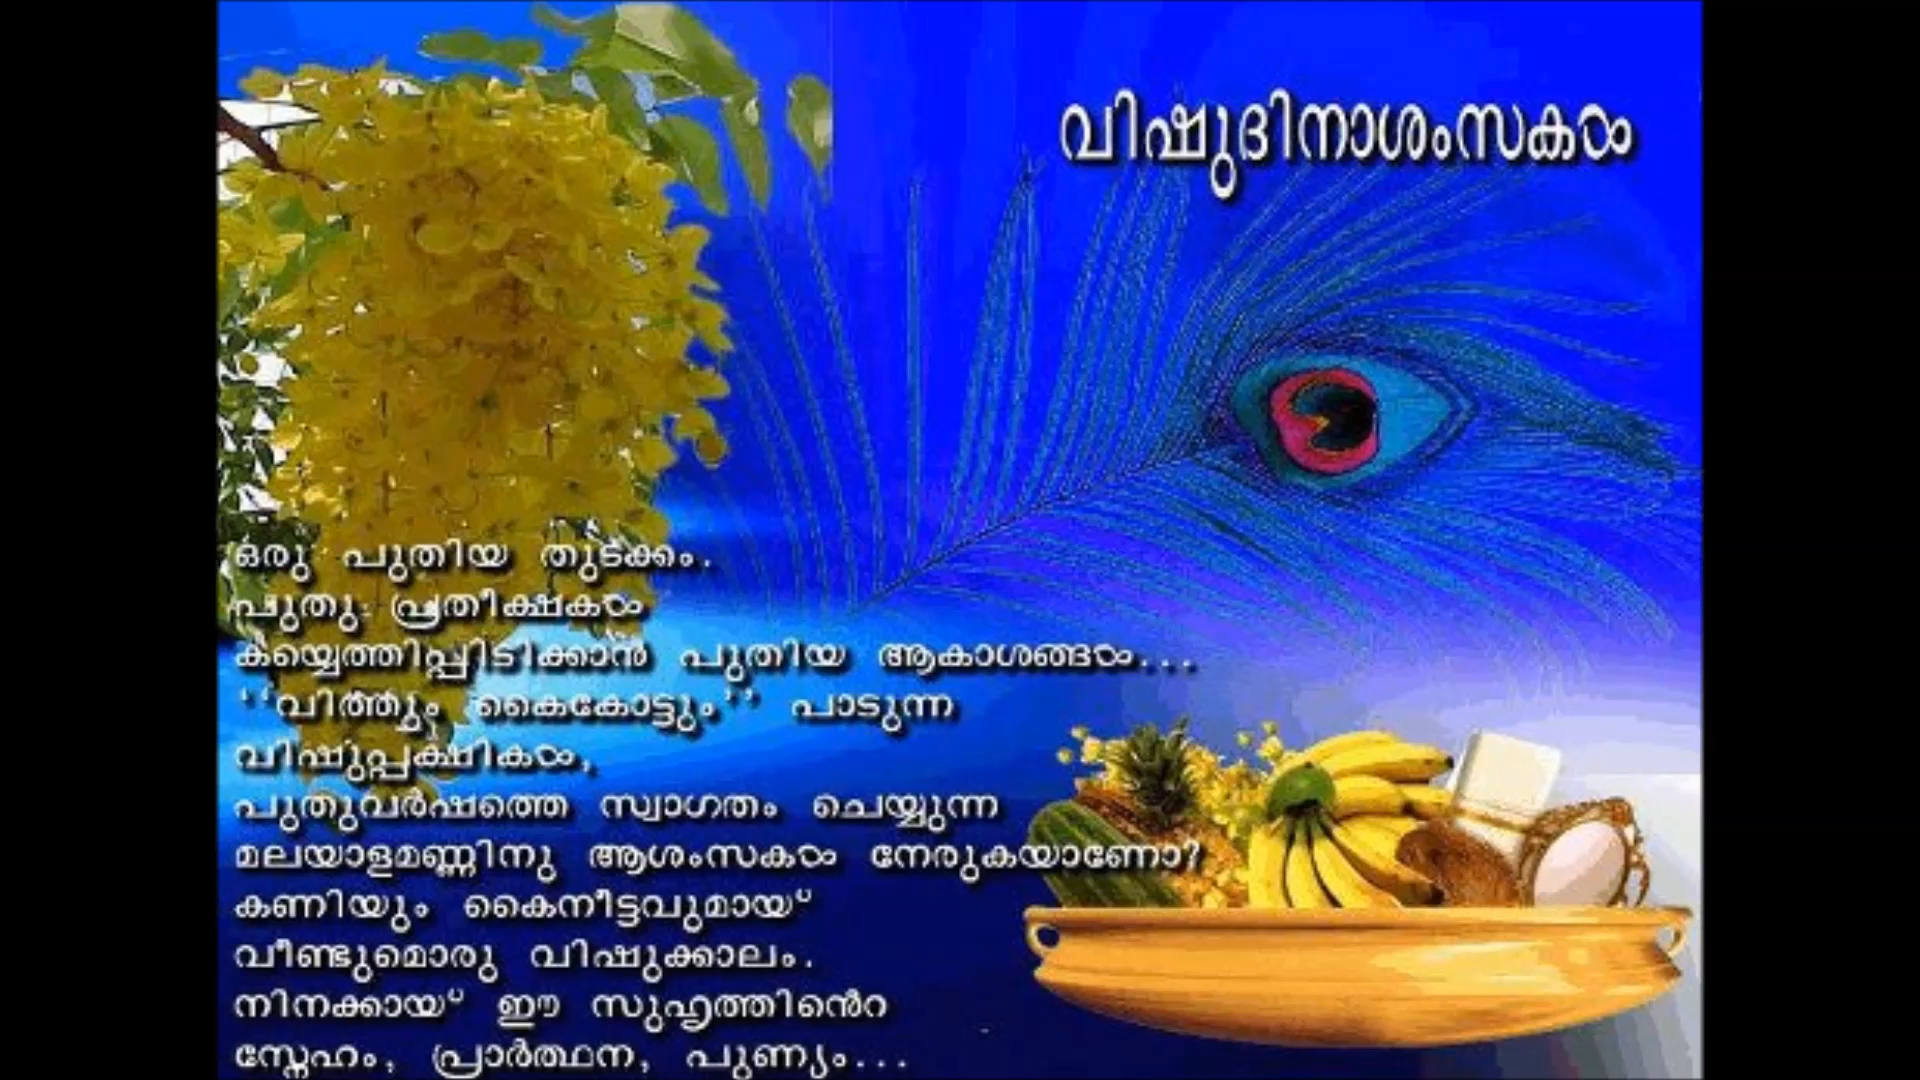 വിഷുദിനാശംസകൾ
ഒരു പുതിയ തുടക്കം.
പുതു പ്രതീക്ഷകൾ
കയ്യെത്തിപ്പിടിക്കാൻ പുതിയ ആകാശങ്ങൾ...
‘‘വിത്തും കൈകോട്ടും’’ പാടുന്ന
വിഷുപ്പക്ഷികൾ,
പുതുവർഷത്തെ സ്വാഗതം ചെയ്യുന്ന
മലയാളമണ്ണിനു ആശംസകൾ നേരുകയാണോ?
കണിയും കൈനീട്ടവുമായ്
വീണ്ടുമൊരു വിഷുക്കാലം.
നിനക്കായ് ഈ സുഹൃത്തിൻെറ
സ്നേഹം, പ്രാർത്ഥന, പുണ്യം...